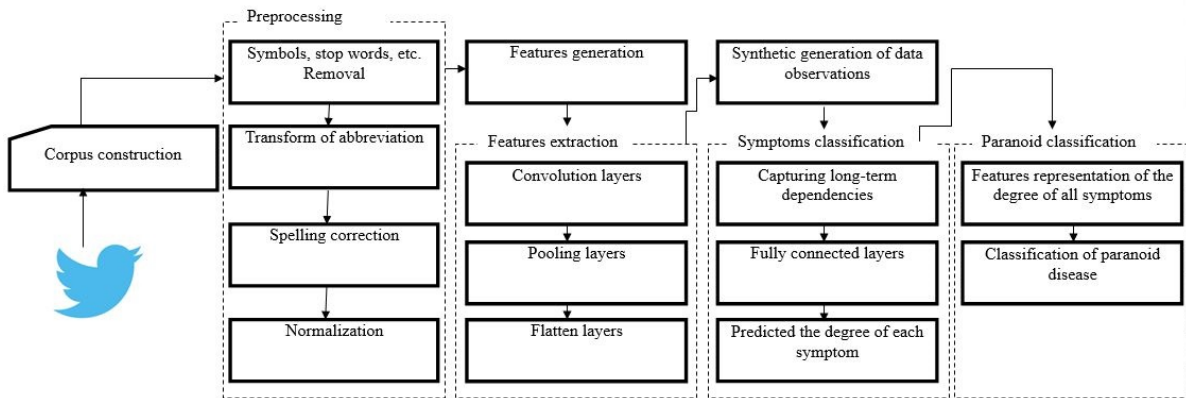 Preprocessing
Symbols, stop words, etc.
Removal
Transform of abbreviation
Spelling correction
Normalization
Corpus construction
Features generation
Features extraction
Convolution layers
Pooling layers
Flatten layers
Synthetic generation of data
observations
Symptoms classification
Capturing long-term
dependencies
Fully connected layers
Predicted the degree of each
symptom
Paranoid classification
Features representation of the
degree of all symptoms
Classification of paranoid
disease